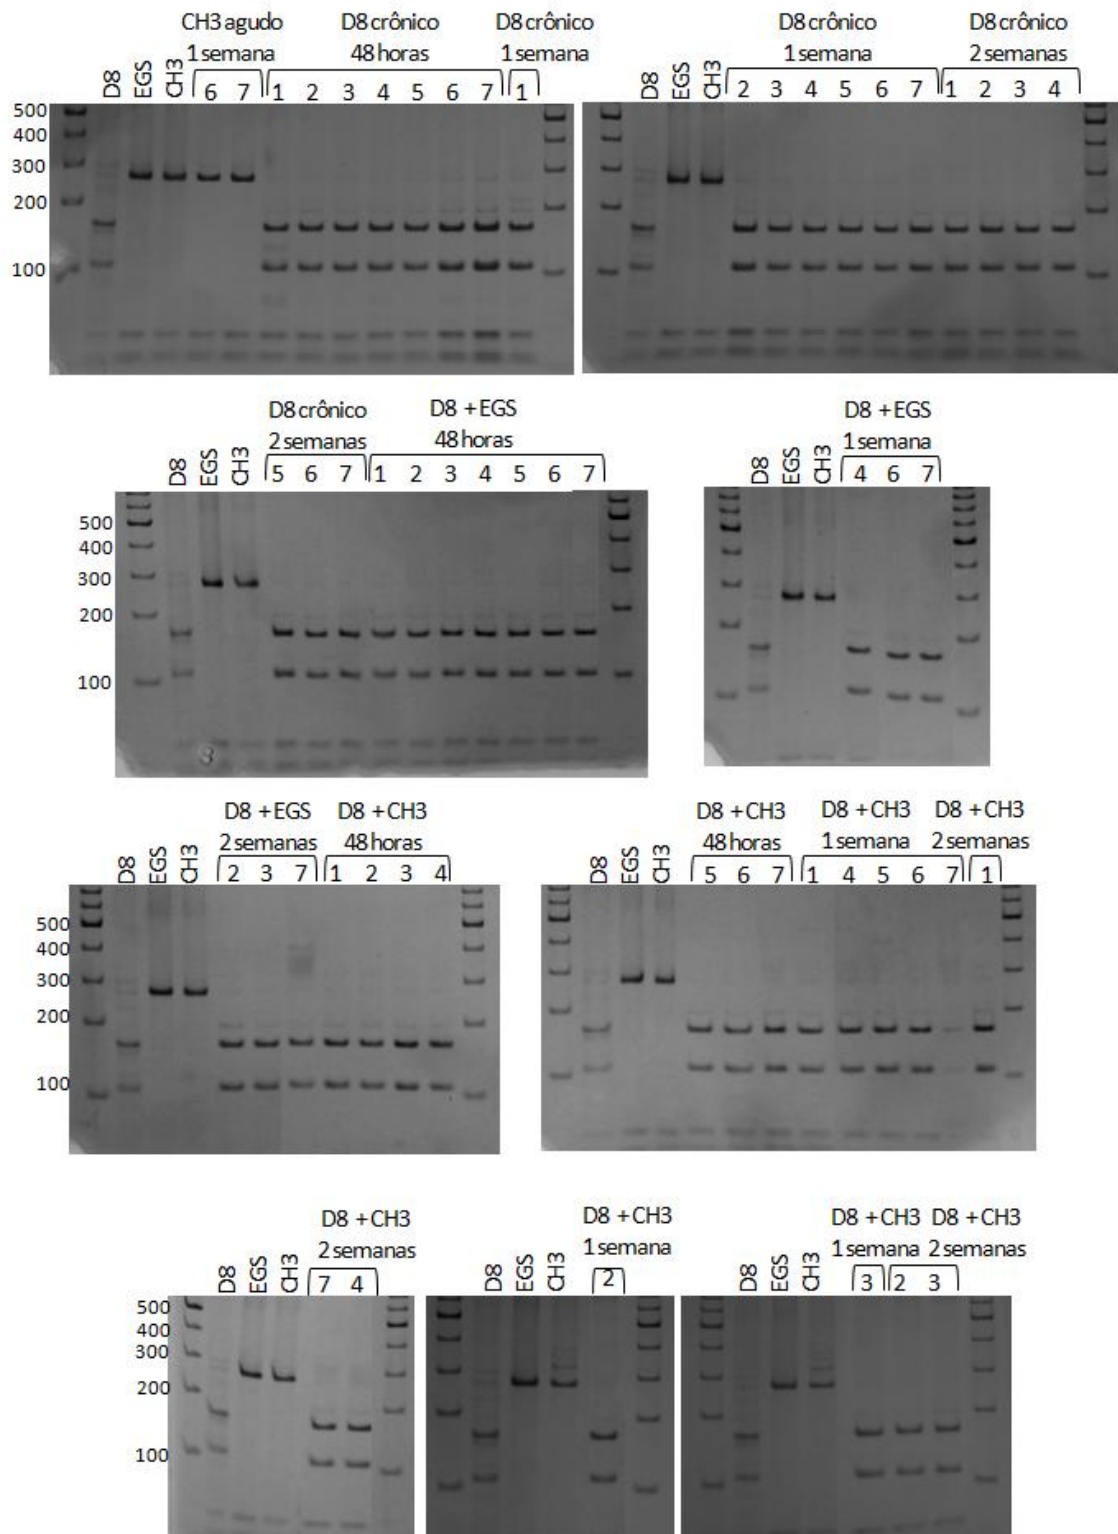 CH3 agudo D8 crônico D8 crônico
1 semana 48 horas 1 semana
D8 EGS CH3 6 7 1 2 3 4 5 6 7 1
500
400
300
200
100
D8 crônico D8 crônico
1 semana 2 semanas
D8 EGS CH3 2 3 4 5 6 7 1 2 3 4
D8 crônico D8 + EGS
2 semanas 48 horas
D8 EGS CH3 5 6 7 1 2 3 4 5 6 7
500
400
300
200
100
3
D8 + EGS
1 semana
D8 EGS CH3 4 6 7
D8 + EGS D8 + CH3
2 semanas 48 horas
D8 EGS CH3 2 3 7 1 2 3 4
500
400
300
200
100
D8 + CH3 D8 + CH3 D8 + CH3
48 horas 1 semana 2 semanas
D8 EGS CH3 5 6 7 1 4 5 6 7 1
D8 + CH3
2 semanas
D8 EGS CH3 7 4
500
400
300
200
100
D8 + CH3
1 semana
D8 EGS CH3 2
D8 + CH3 D8 + CH3
1 semana 2 semanas
D8 EGS CH3 3 2 3